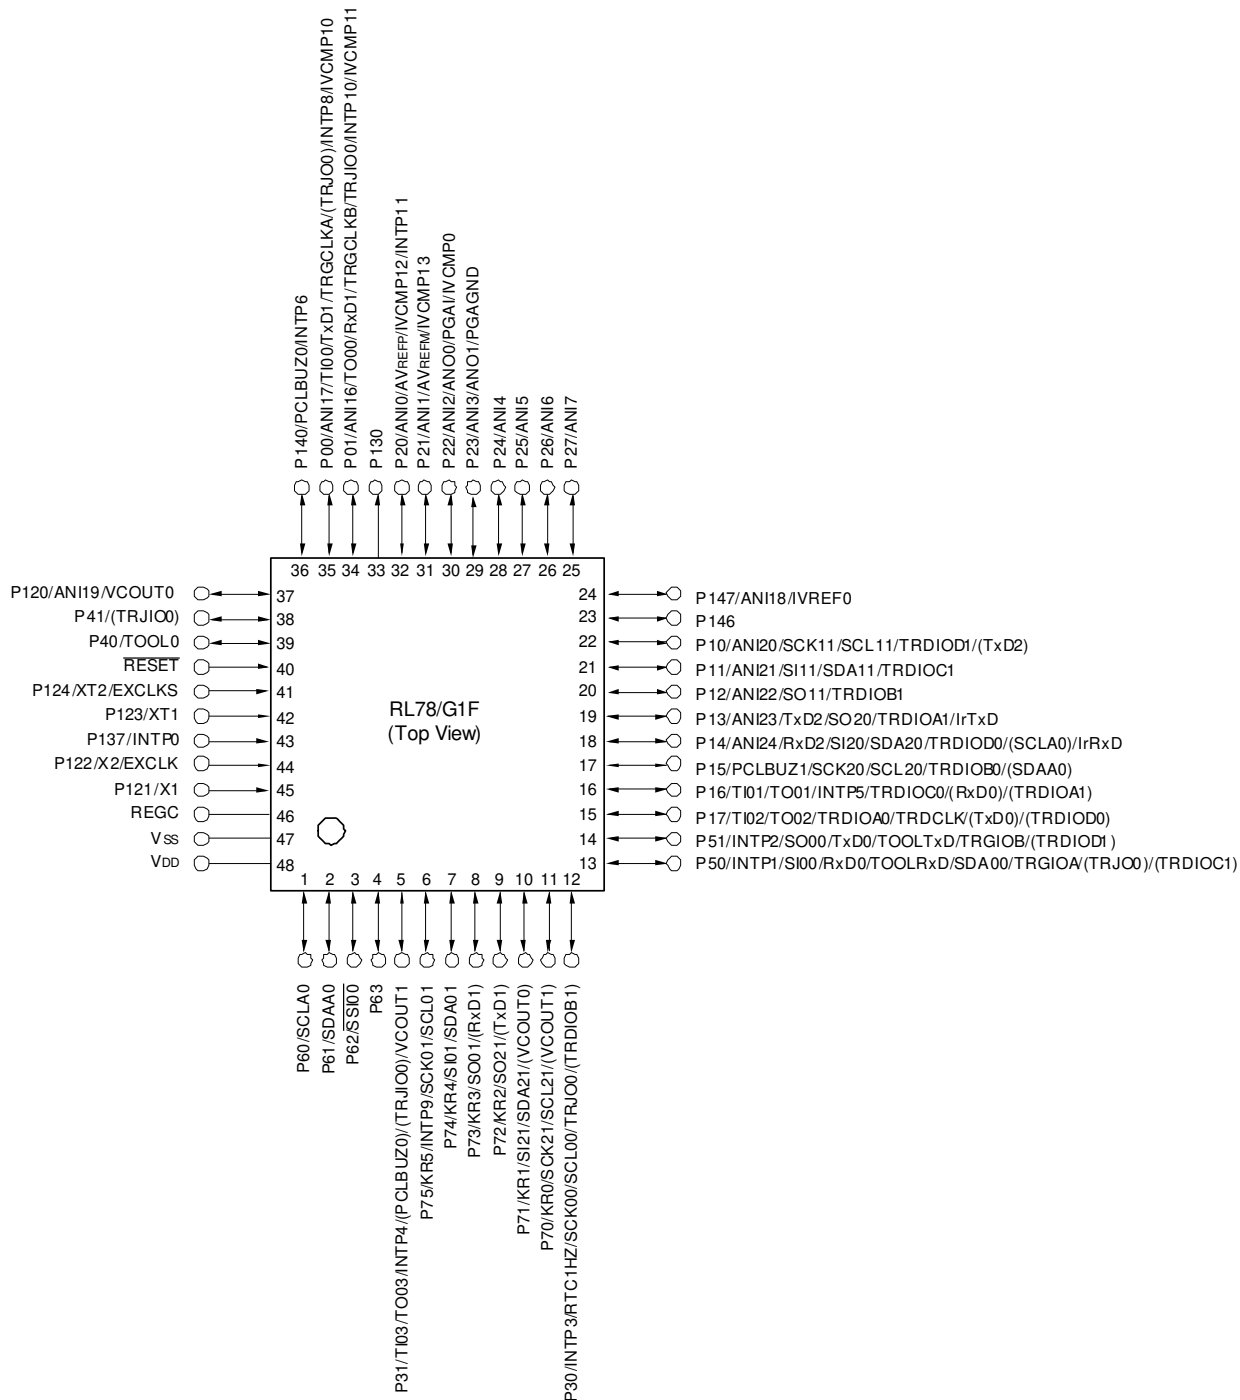 P140/PCLBUZ0/INTP6
P00/ANI17/TI00/TxD1/TRGCLKA/(TRJO0)/INTP8/IVCMP10
P01/ANI16/TO00/RxD1/TRGCLKB/TRJIO0/INTP10/IVCMP11
P130
P20/ANI0/AVREFP/IVCMP12/INTP11
P21/ANI1/AVREFM/IVCMP13
P22/ANI2/ANO0/PGAI/IVCMP0
P23/ANI3/ANO1/PGAGND
P24/ANI4
P25/ANI5
P26/ANI6
P27/ANI7
36 35 34 33 32 31 30 29 28 27 26 25
P120/ANI19/VCOUT0 37
P41/(TRJIO0) 38
P40/TOOL0 39
RESET 40
P124/XT2/EXCLKS 41
P123/XT1 42
P137/INTP0 43
P122/X2/EXCLK 44
P121/X1 45
REGC 46
VSS 47
VDD 48
RL78/G1F
(Top View)
24 P147/ANI18/IVREF0
23 P146
22 P10/ANI20/SCK11/SCL11/TRDIOD1/(TxD2)
21 P11/ANI21/SI11/SDA11/TRDIOC1
20 P12/ANI22/SO11/TRDIOB1
19 P13/ANI23/TxD2/SO20/TRDIOA1/IrTxD
18 P14/ANI24/RxD2/SI20/SDA20/TRDIOD0/(SCLA0)/IrRxD
17 P15/PCLBUZ1/SCK20/SCL20/TRDIOB0/(SDAA0)
16 P16/TI01/TO01/INTP5/TRDIOC0/(RxD0)/(TRDIOA1)
15 P17/TI02/TO02/TRDIOA0/TRDCLK/(TxD0)/(TRDIOD0)
14 P51/INTP2/SO00/TxD0/TOOLTxD/TRGIOB/(TRDIOD1)
13 P50/INTP1/SI00/RxD0/TOOLRxD/SDA00/TRGIOA/(TRJO0)/(TRDIOC1)
1 2 3 4 5 6 7 8 9 10 11 12
P60/SCLA0
P61/SDAA0
P62/SSI00
P63
P31/TI03/TO03/INTP4/(PCLBUZ0)/(TRJIO0)/VCOUT1
P75/KR5/INTP9/SCK01/SCL01
P74/KR4/SI01/SDA01
P73/KR3/SO01/(RxD1)
P72/KR2/SO21/(TxD1)
P71/KR1/SI21/SDA21/(VCOUT0)
P70/KR0/SCK21/SCL21/(VCOUT1)
P30/INTP3/RTC1HZ/SCK00/SCL00/TRJO0/(TRDIOB1)